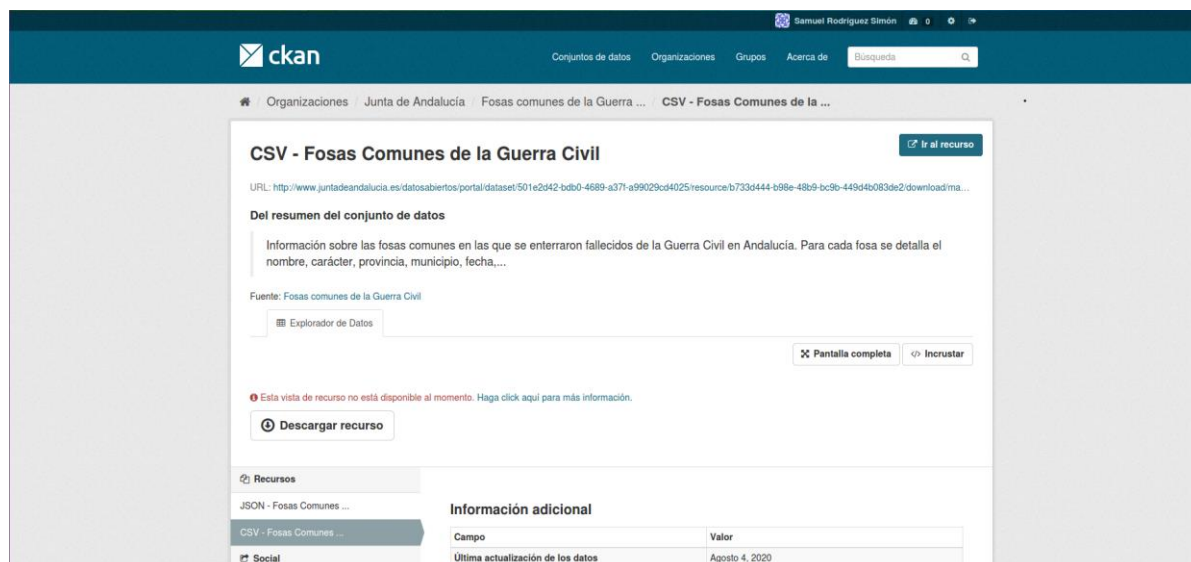 Samuel Rodríguez Simón 0
ckan
Conjuntos de datos Organizaciones Grupos Acerca de Búsqueda
/ Organizaciones / Junta de Andalucía / Fosas comunes de la Guerra ... / CSV - Fosas Comunes de la ...
CSV - Fosas Comunes de la Guerra Civil
Ir al recurso
URL: http://www.juntadeandalucia.es/datosabiertos/portal/dataset/501e2d42-bdb0-4689-a37f-a99029cd4025/resource/b733d444-b98e-48b9-bc9b-449d4b083de2/download/ma...
Del resumen del conjunto de datos
Información sobre las fosas comunes en las que se enterraron fallecidos de la Guerra Civil en Andalucía. Para cada fosa se detalla el
nombre, carácter, provincia, municipio, fecha,...
Fuente: Fosas comunes de la Guerra Civil
Explorador de Datos
Pantalla completa
</> Incrustar
Esta vista de recurso no está disponible al momento. Haga click aquí para más información.
Descargar recurso
Recursos
JSON - Fosas Comunes ...
CSV - Fosas Comunes ...
Social
Información adicional
Campo Valor
Última actualización de los datos Agosto 4, 2020